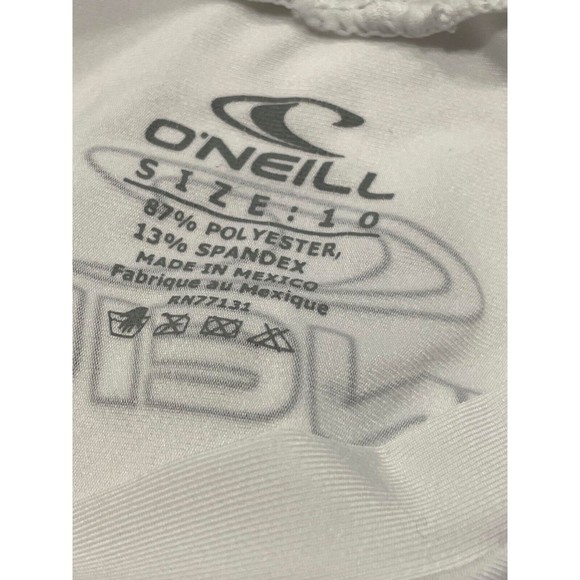 O'NEILL
SIZE:10
87% POLYESTER,
13% SPANDEX
MADE IN MEXICO
Fabrique au Mexique
RN77131